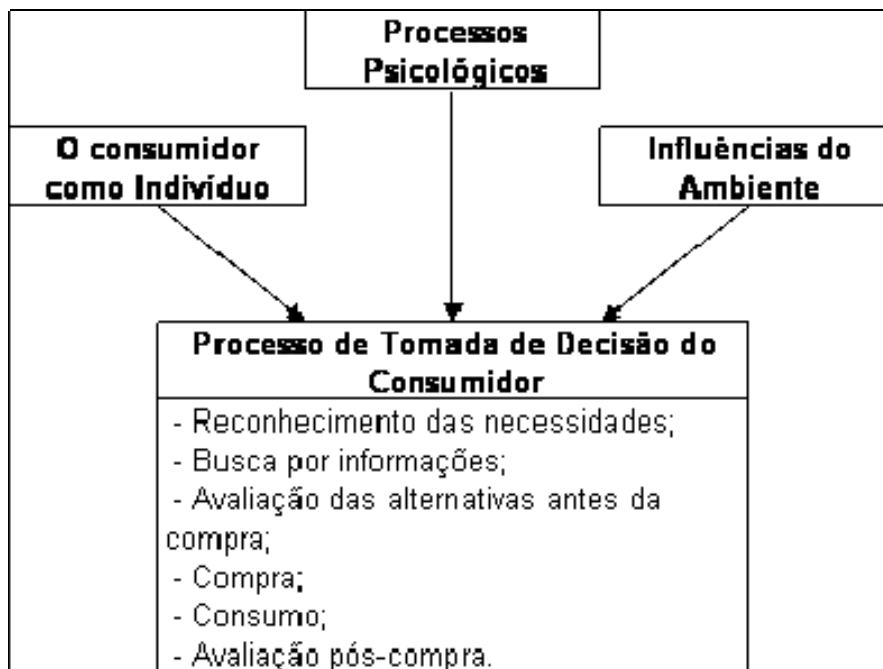 Processos
Psicológicos
O consumidor
como Indivíduo
Influências do
Ambiente
Processo de Tomada de Decisão do
Consumidor
- Reconhecimento das necessidades;
- Busca por informações;
- Avaliação das alternativas antes da
compra;
- Compra;
- Consumo;
- Avaliação pós-compra.